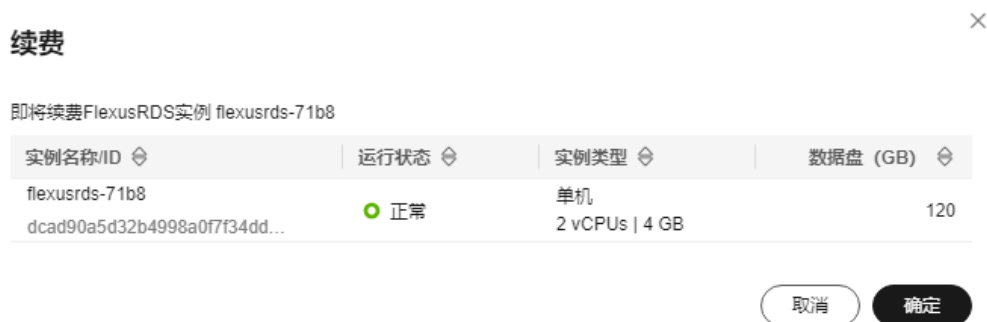 续费
即将续费FlexusRDS实例 flexusrds-71b8
实例名称/ID 运行状态 实例类型 数据盘 (GB)
flexusrds-71b8 正常 单机 120
dcad90a5d32b4998a0f7f34dd... 2 vCPUs | 4 GB
取消 确定